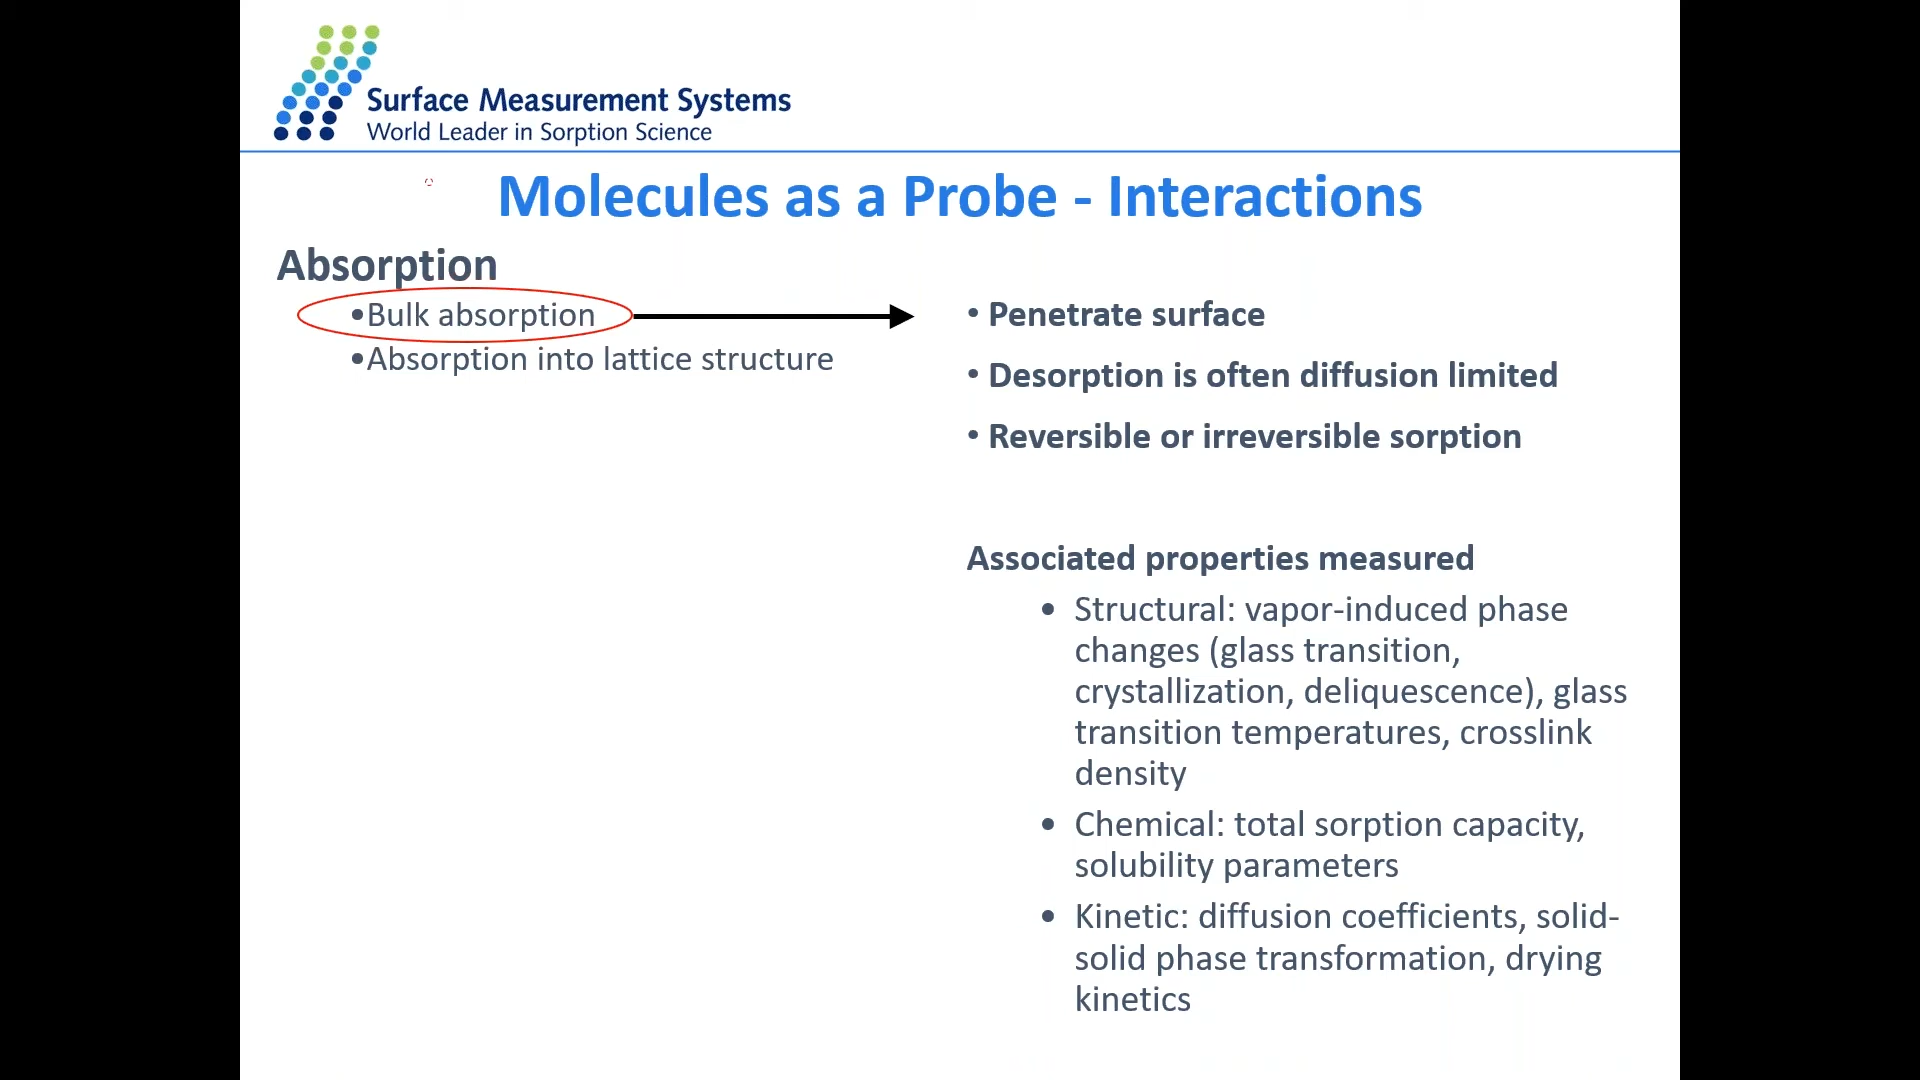 Surface Measurement Systems
World Leader in Sorption Science
Molecules as a Probe - Interactions
Absorption
•Bulk absorption
•Absorption into lattice structure
• Penetrate surface
• Desorption is often diffusion limited
• Reversible or irreversible sorption
Associated properties measured
• Structural: vapor-induced phase
changes (glass transition,
crystallization, deliquescence), glass
transition temperatures, crosslink
density
• Chemical: total sorption capacity,
solubility parameters
• Kinetic: diffusion coefficients, solid-
solid phase transformation, drying
kinetics